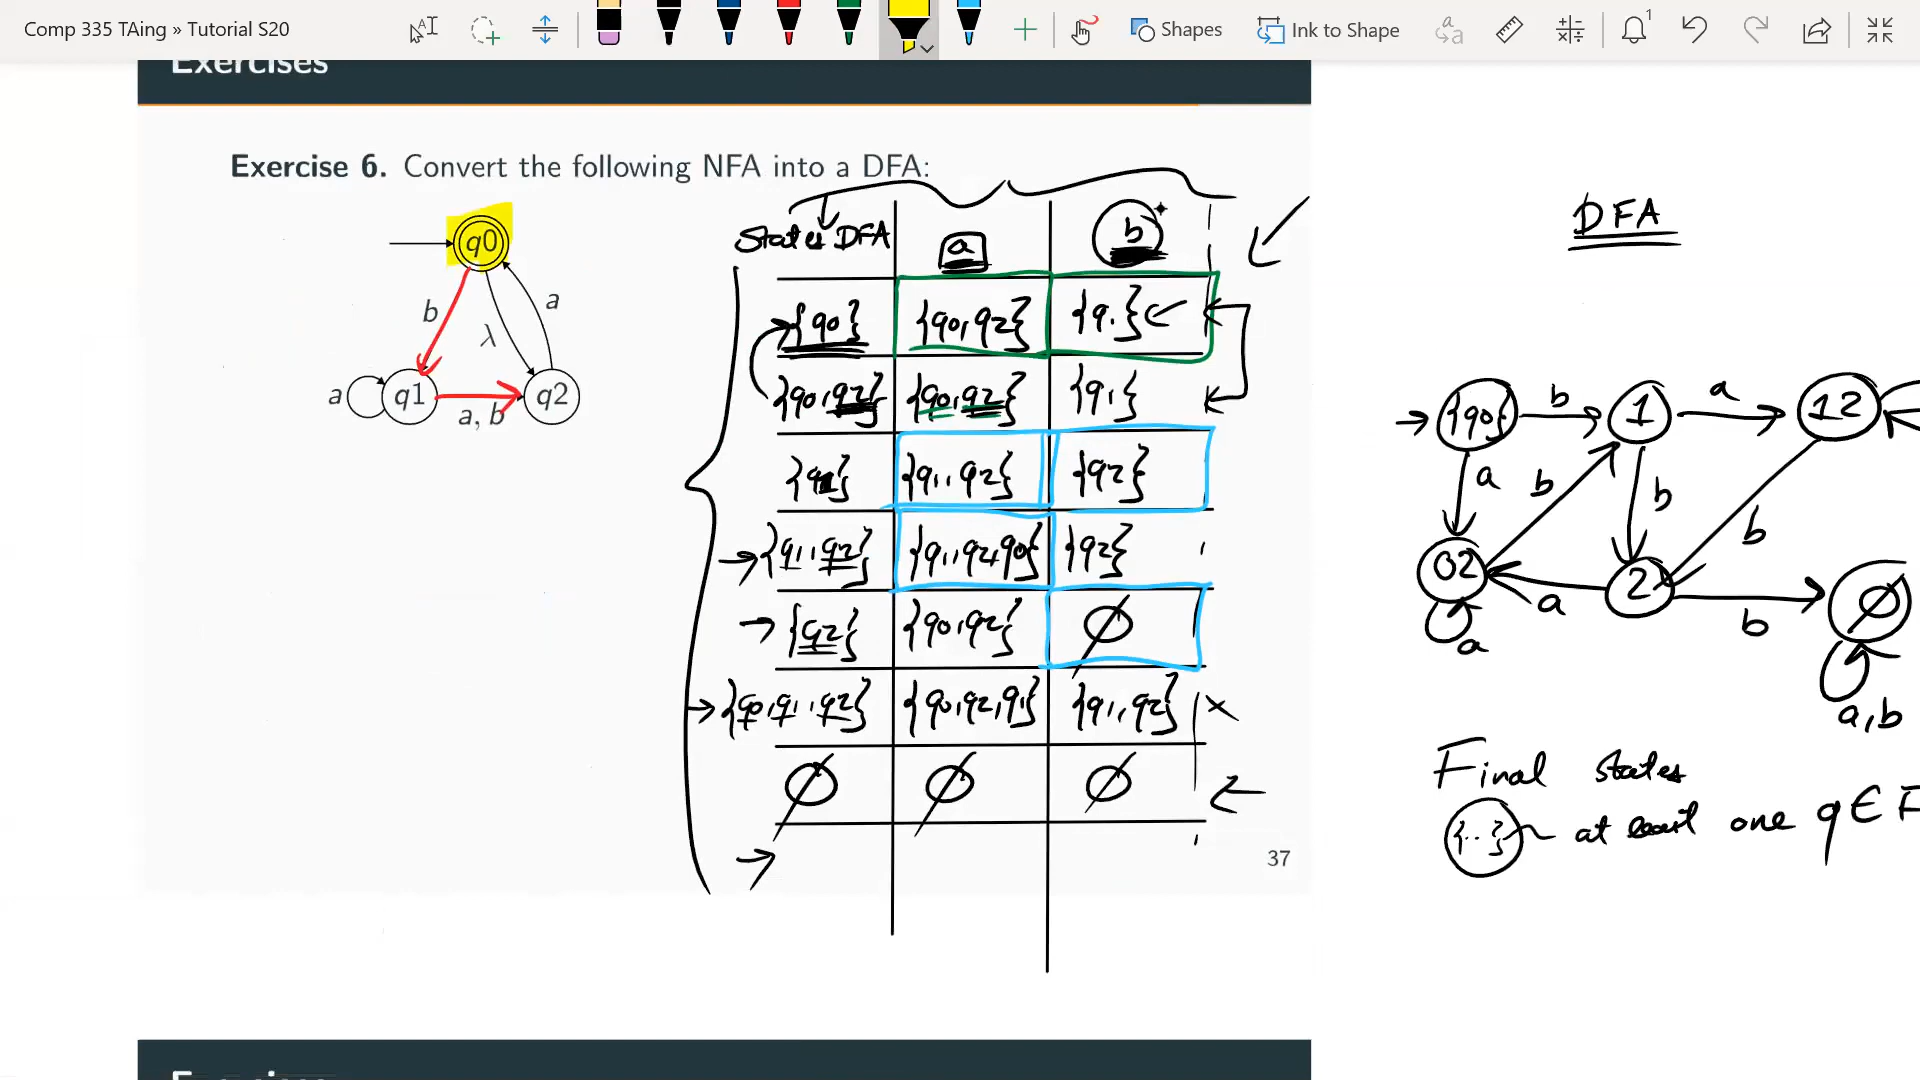 Comp 335 TAing » Tutorial S20
Shapes
Ink to Shape
1
Exercises
Exercise 6. Convert the following NFA into a DFA:
q0
b
λ
a
a
q1
a, b
q2
States DFA a b
{q0} {q0,q2} {q1}
{q0,q2} {q0,q2} {q1}
{q1} {q1,q2} {q2}
{q1,q2} {q1,q2,q0} {q2}
{q2} {q0,q2} ∅
{q0,q1,q2} {q0,q2,q1} {q1,q2} ×
∅ ∅ ∅
37
DFA
{q0} b 1 a 12
a b b b
02 a 2 b ∅
a
a,b
Final states
{..} at least one q ∈ F